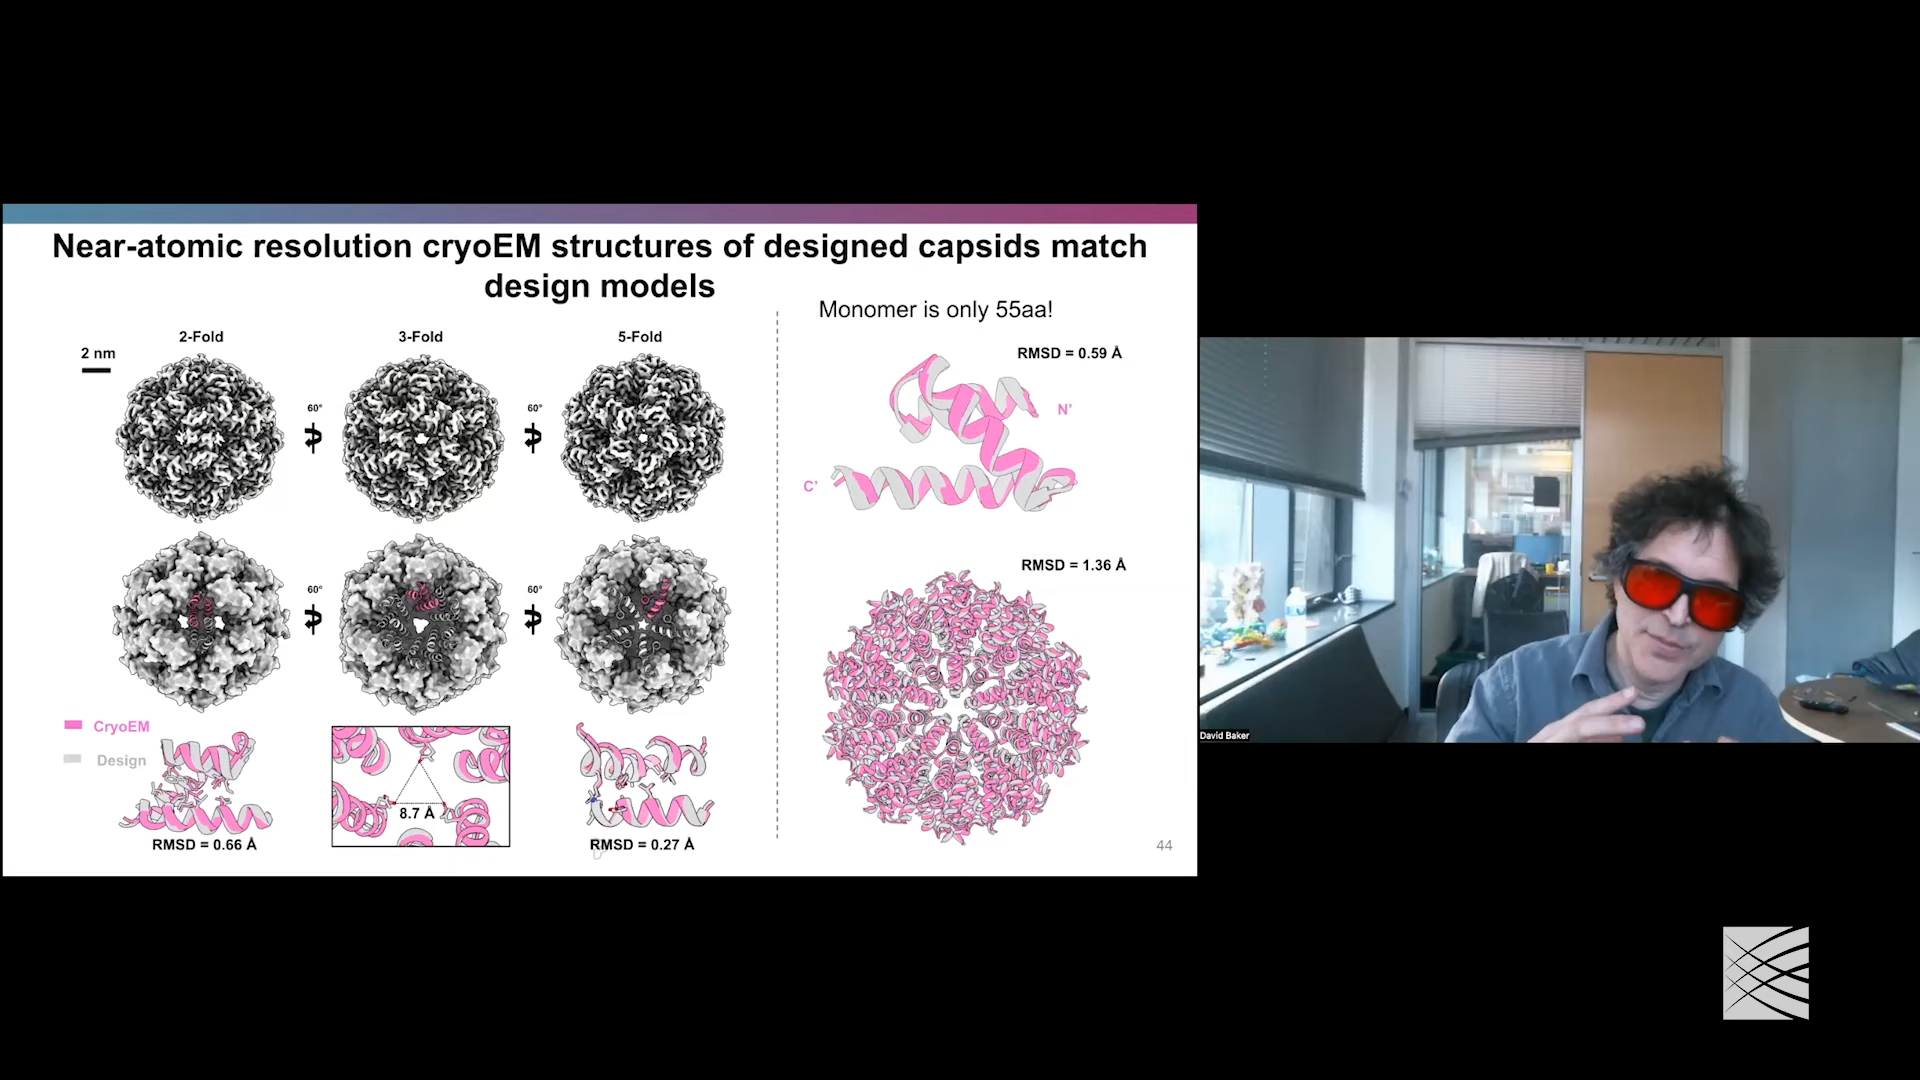 Near-atomic resolution cryoEM structures of designed capsids match
design models
2 nm
2-Fold
3-Fold
5-Fold
60°
60°
60°
60°
CryoEM
Design
RMSD = 0.66 Å
8.7 Å
RMSD = 0.27 Å
Monomer is only 55aa!
RMSD = 0.59 Å
N'
C'
RMSD = 1.36 Å
44
David Baker